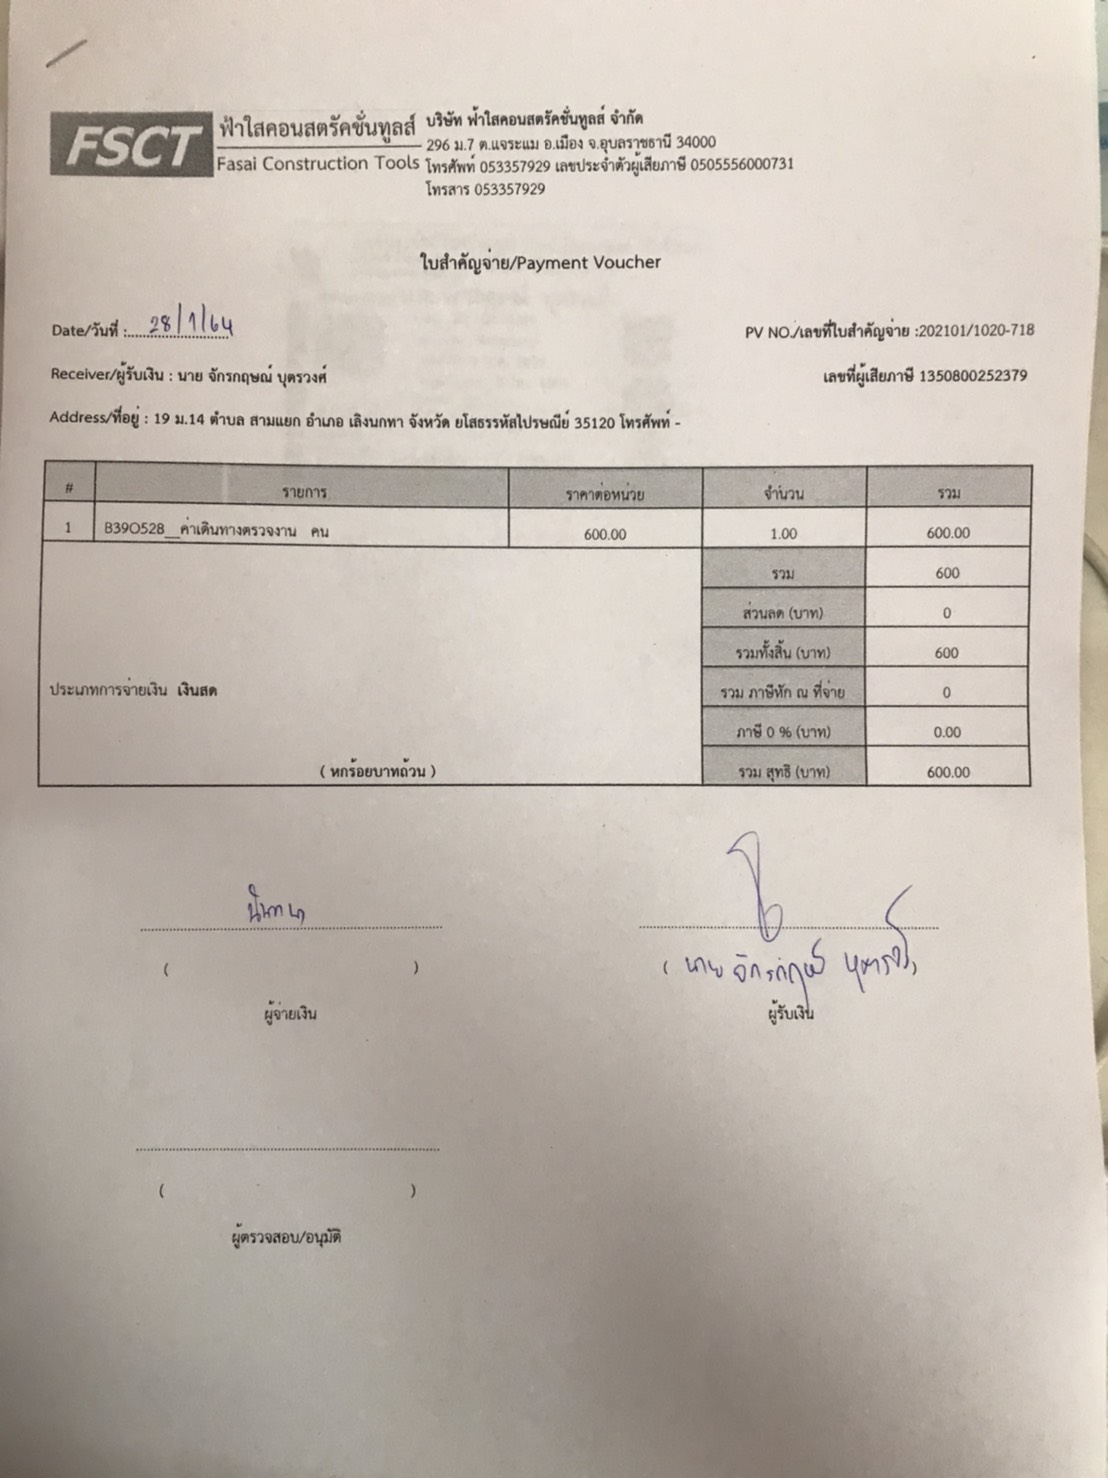 FSCT
ฟ้าใสคอนสตรัคชั่นทูลส์
Fasai Construction Tools
บริษัท ฟ้าใสคอนสตรัคชั่นทูลส์ จำกัด
296 ม.7 ต.แจระแม อ.เมือง จ.อุบลราชธานี 34000
โทรศัพท์ 053357929 เลขประจำตัวผู้เสียภาษี 0505556000731
โทรสาร 053357929
ใบสำคัญจ่าย/Payment Voucher
Date/วันที่ : 28/1/64
PV NO./เลขที่ใบสำคัญจ่าย :202101/1020-718
Receiver/ผู้รับเงิน : นาย จักรกฤษณ์ บุตรวงศ์
เลขที่ผู้เสียภาษี 1350800252379
Address/ที่อยู่ : 19 ม.14 ตำบล สามแยก อำเภอ เลิงนกทา จังหวัด ยโสธรรหัสไปรษณีย์ 35120 โทรศัพท์ -
# รายการ ราคาต่อหน่วย จำนวน รวม
1 B39O528__ค่าเดินทางตรวจงาน คน 600.00 1.00 600.00
รวม 600
ส่วนลด (บาท) 0
รวมทั้งสิ้น (บาท) 600
ประเภทการจ่ายเงิน เงินสด
รวม ภาษีหัก ณ ที่จ่าย 0
ภาษี 0 % (บาท) 0.00
( หกร้อยบาทถ้วน )
รวม สุทธิ (บาท) 600.00
( )
( นาย จักรกฤษณ์ )
ผู้จ่ายเงิน
ผู้รับเงิน
( )
ผู้ตรวจสอบ/อนุมัติ